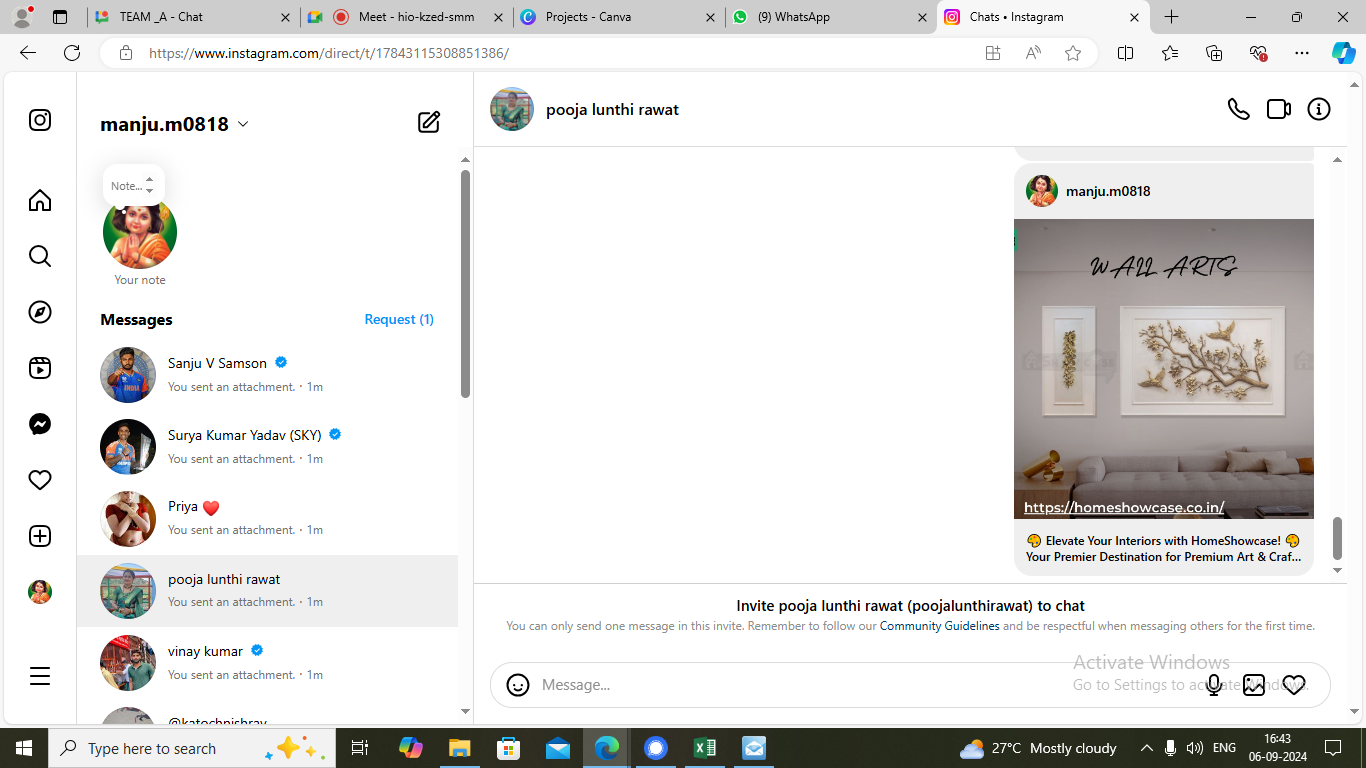 TEAM _A - Chat
Meet - hio-kzed-smm
Projects - Canva
(9) WhatsApp
Chats • Instagram
https://www.instagram.com/direct/t/17843115308851386/
manju.m0818
Note...
Your note
Messages
Request (1)
Sanju V Samson
You sent an attachment. · 1m
Surya Kumar Yadav (SKY)
You sent an attachment. · 1m
Priya ❤️
You sent an attachment. · 1m
pooja lunthi rawat
You sent an attachment. · 1m
vinay kumar
You sent an attachment. · 1m
pooja lunthi rawat
manju.m0818
WALL ARTS
https://homeshowcase.co.in/
🎨 Elevate Your Interiors with HomeShowcase! 🎨
Your Premier Destination for Premium Art & Craf...
Invite pooja lunthi rawat (poojalunthirawat) to chat
You can only send one message in this invite. Remember to follow our Community Guidelines and be respectful when messaging others for the first time.
Activate Windows
Go to Settings to activate Windows.
Message...
Type here to search
27°C Mostly cloudy
ENG
16:43
06-09-2024